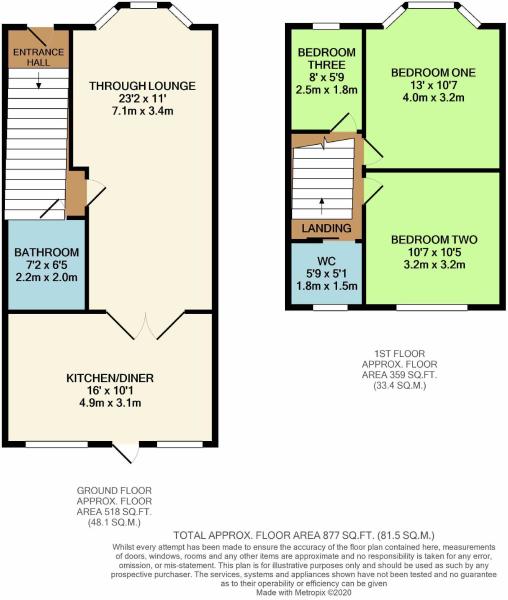 ENTRANCE
HALL
THROUGH LOUNGE
23'2 x 11'
7.1m x 3.4m
BATHROOM
7'2 x 6'5
2.2m x 2.0m
KITCHEN/DINER
16' x 10'1
4.9m x 3.1m
GROUND FLOOR
APPROX. FLOOR
AREA 518 SQ.FT.
(48.1 SQ.M.)
BEDROOM
THREE
8' x 5'9
2.5m x 1.8m
BEDROOM ONE
13' x 10'7
4.0m x 3.2m
LANDING
BEDROOM TWO
10'7 x 10'5
3.2m x 3.2m
WC
5'9 x 5'1
1.8m x 1.5m
1ST FLOOR
APPROX. FLOOR
AREA 359 SQ.FT.
(33.4 SQ.M.)
TOTAL APPROX. FLOOR AREA 877 SQ.FT. (81.5 SQ.M.)
Whilst every attempt has been made to ensure the accuracy of the floor plan contained here, measurements
of doors, windows, rooms and any other items are approximate and no responsibility is taken for any error,
omission, or mis-statement. This plan is for illustrative purposes only and should be used as such by any
prospective purchaser. The services, systems and appliances shown have not been tested and no guarantee
as to their operability or efficiency can be given
Made with Metropix ©2020